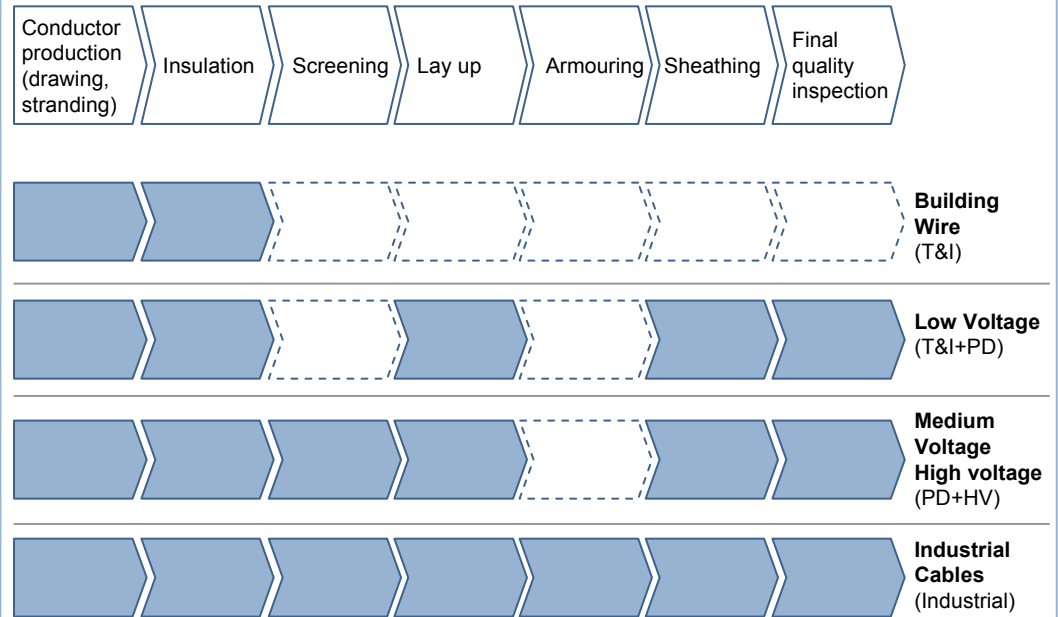 Conductor
production
(drawing,
stranding)
Insulation
Screening
Lay up
Armouring
Sheathing
Final
quality
inspection
Building
Wire
(T&I)
Low Voltage
(T&I+PD)
Medium
Voltage
High voltage
(PD+HV)
Industrial
Cables
(Industrial)